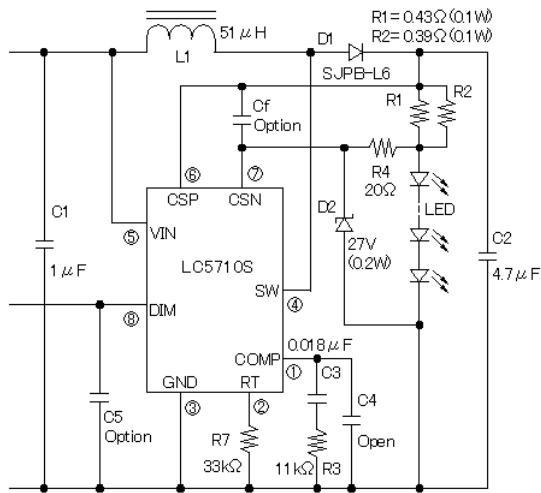 51μH
L1
D1
SJPB-L6
R1=0.43Ω(0.1W)
R2=0.39Ω(0.1W)
R1
R2
Cf
Option
⑥
⑦
CSP
CSN
R4
20Ω
LED
D2
27V
(0.2W)
C1
1μF
⑤
VIN
LC5710S
C2
4.7μF
SW
④
DIM
⑧
0.018μF
COMP
①
GND
RT
③
②
C3
C4
Open
C5
Option
R7
33kΩ
11kΩ
R3